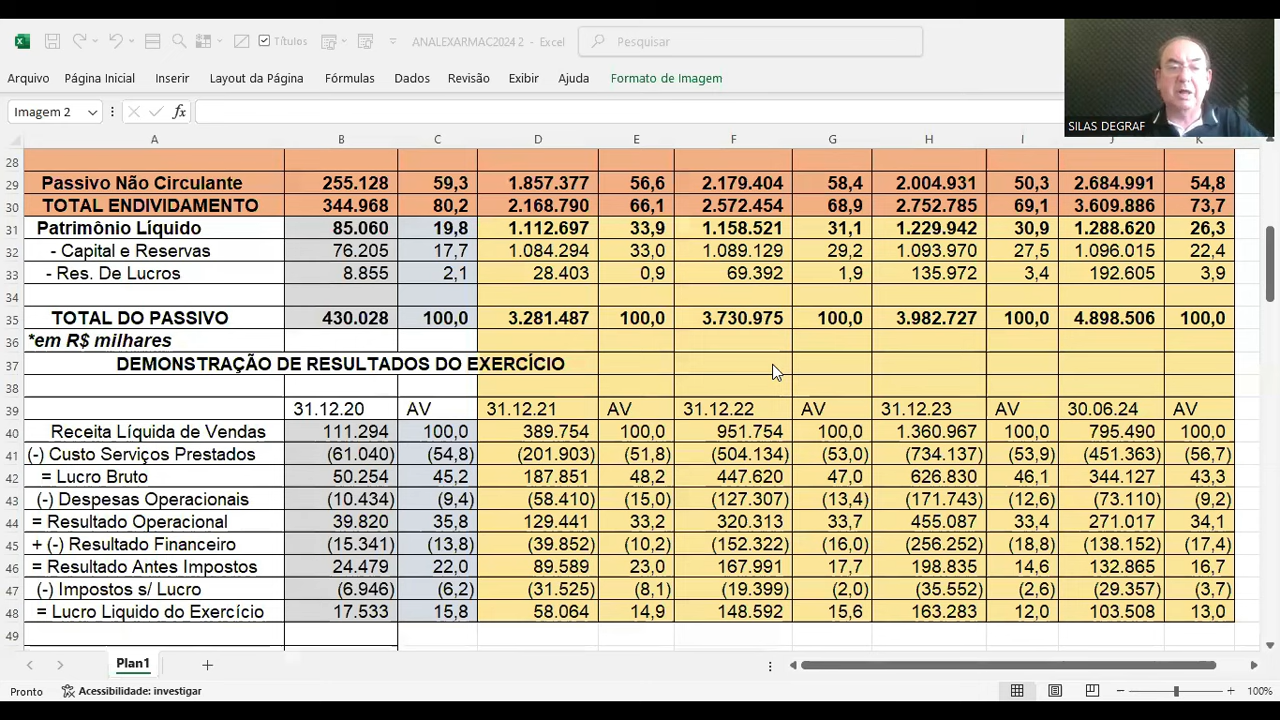 ANALEXARMAC2024 2 - Excel
Títulos
Pesquisar
Arquivo Página Inicial Inserir Layout da Página Fórmulas Dados Revisão Exibir Ajuda Formato de Imagem
Imagem 2 fx
SILAS DEGRAF
A B C D E F G H I J K
28
29 Passivo Não Circulante 255.128 59,3 1.857.377 56,6 2.179.404 58,4 2.004.931 50,3 2.684.991 54,8
30 TOTAL ENDIVIDAMENTO 344.968 80,2 2.168.790 66,1 2.572.454 68,9 2.752.785 69,1 3.609.886 73,7
31 Patrimônio Líquido 85.060 19,8 1.112.697 33,9 1.158.521 31,1 1.229.942 30,9 1.288.620 26,3
32 - Capital e Reservas 76.205 17,7 1.084.294 33,0 1.089.129 29,2 1.093.970 27,5 1.096.015 22,4
33 - Res. De Lucros 8.855 2,1 28.403 0,9 69.392 1,9 135.972 3,4 192.605 3,9
34
35 TOTAL DO PASSIVO 430.028 100,0 3.281.487 100,0 3.730.975 100,0 3.982.727 100,0 4.898.506 100,0
36 *em R$ milhares
37 DEMONSTRAÇÃO DE RESULTADOS DO EXERCÍCIO
38
39 31.12.20 AV 31.12.21 AV 31.12.22 AV 31.12.23 AV 30.06.24 AV
40 Receita Líquida de Vendas 111.294 100,0 389.754 100,0 951.754 100,0 1.360.967 100,0 795.490 100,0
41 (-) Custo Serviços Prestados (61.040) (54,8) (201.903) (51,8) (504.134) (53,0) (734.137) (53,9) (451.363) (56,7)
42 = Lucro Bruto 50.254 45,2 187.851 48,2 447.620 47,0 626.830 46,1 344.127 43,3
43 (-) Despesas Operacionais (10.434) (9,4) (58.410) (15,0) (127.307) (13,4) (171.743) (12,6) (73.110) (9,2)
44 = Resultado Operacional 39.820 35,8 129.441 33,2 320.313 33,7 455.087 33,4 271.017 34,1
45 + (-) Resultado Financeiro (15.341) (13,8) (39.852) (10,2) (152.322) (16,0) (256.252) (18,8) (138.152) (17,4)
46 = Resultado Antes Impostos 24.479 22,0 89.589 23,0 167.991 17,7 198.835 14,6 132.865 16,7
47 (-) Impostos s/ Lucro (6.946) (6,2) (31.525) (8,1) (19.399) (2,0) (35.552) (2,6) (29.357) (3,7)
48 = Lucro Liquido do Exercício 17.533 15,8 58.064 14,9 148.592 15,6 163.283 12,0 103.508 13,0
49
Plan1
Pronto Acessibilidade: investigar 100%